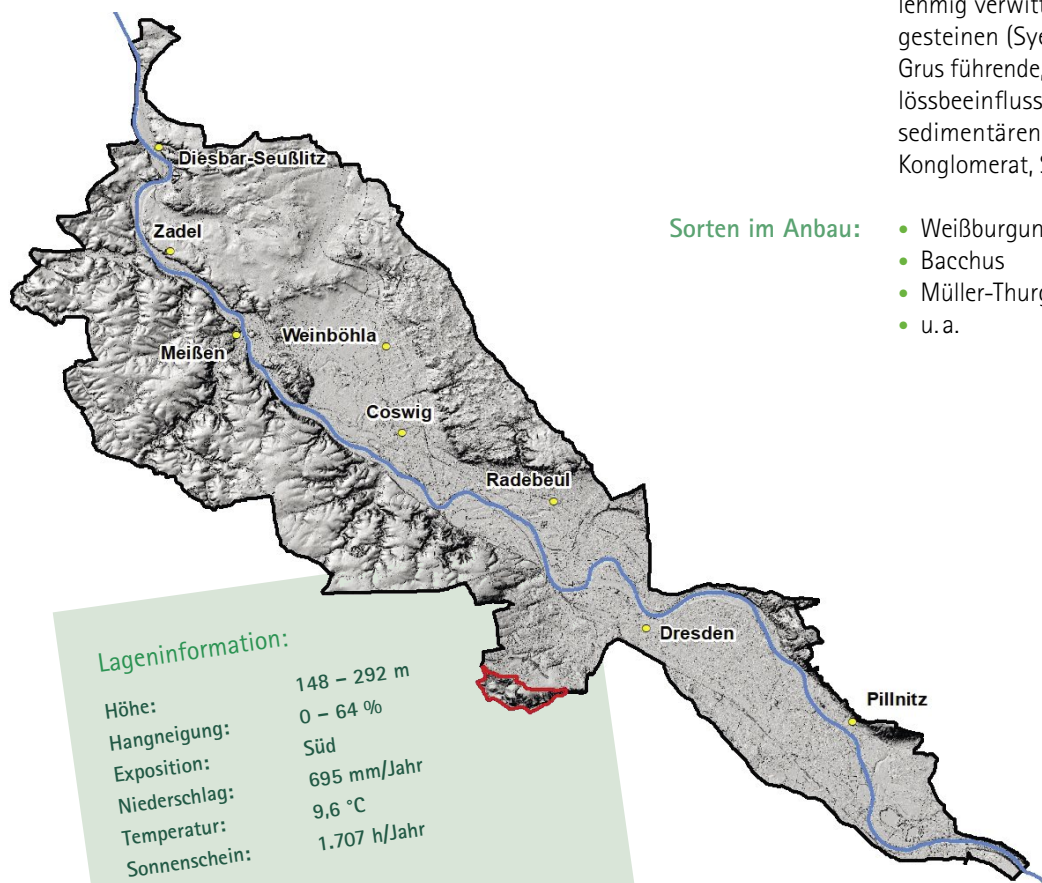 lehmig verwitt
gesteinen (Sye
Grus führende,
lössbeeinfluss
sedimentären
Konglomerat, S
Sorten im Anbau:
• Weißburgun
• Bacchus
• Müller-Thurg
• u. a.
Diesbar-Seußlitz
Zadel
Meißen
Weinböhla
Coswig
Radebeul
Dresden
Pillnitz
Lageninformation:
Höhe: 148 – 292 m
Hangneigung: 0 – 64 %
Exposition: Süd
Niederschlag: 695 mm/Jahr
Temperatur: 9,6 °C
Sonnenschein: 1.707 h/Jahr